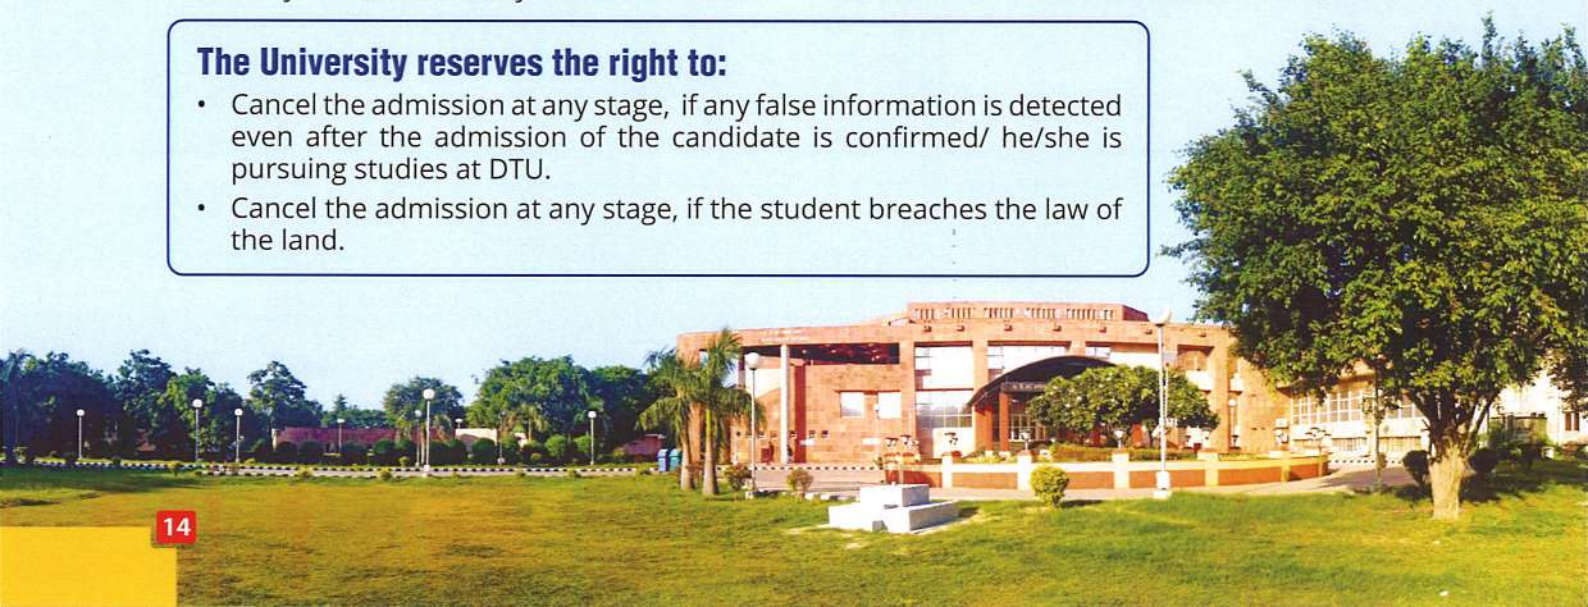 The University reserves the right to:
• Cancel the admission at any stage, if any false information is detected
even after the admission of the candidate is confirmed/ he/she is
pursuing studies at DTU.
• Cancel the admission at any stage, if the student breaches the law of
the land.
14